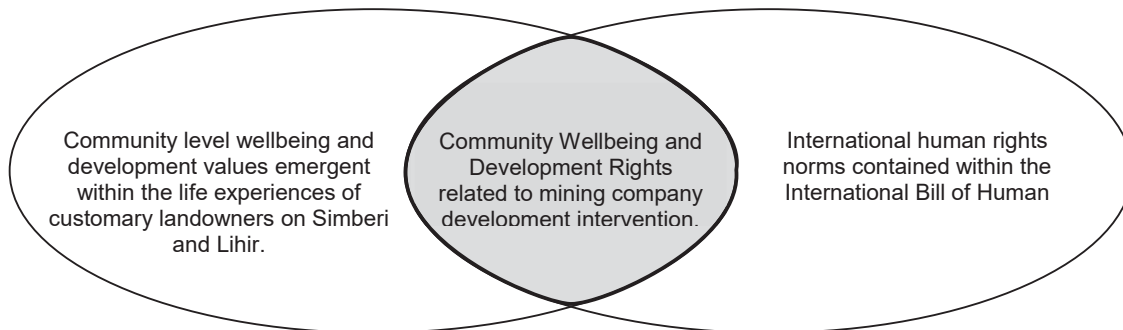 Community level wellbeing and
development values emergent
within the life experiences of
customary landowners on Simberi
and Lihir.
Community Wellbeing and
Development Rights
related to mining company
development intervention.
International human rights
norms contained within the
International Bill of Human